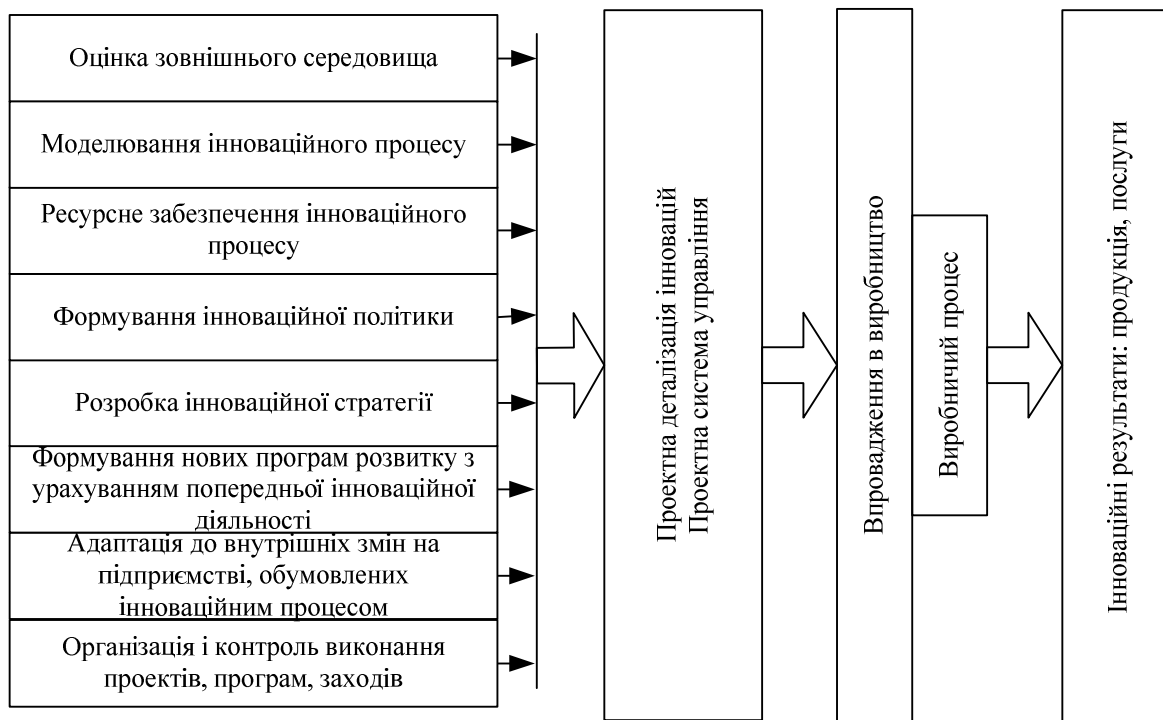 Оцінка зовнішнього середовища
Моделювання інноваційного процесу
Ресурсне забезпечення інноваційного
процесу
Формування інноваційної політики
Розробка інноваційної стратегії
Формування нових програм розвитку з
урахуванням попередньої інноваційної
діяльності
Адаптація до внутрішніх змін на
підприємстві, обумовлених
інноваційним процесом
Організація і контроль виконання
проектів, програм, заходів
Проектна деталізація інновацій
Проектна система управління
Впровадження в виробництво
Виробничий процес
Інноваційні результати: продукція, послуги